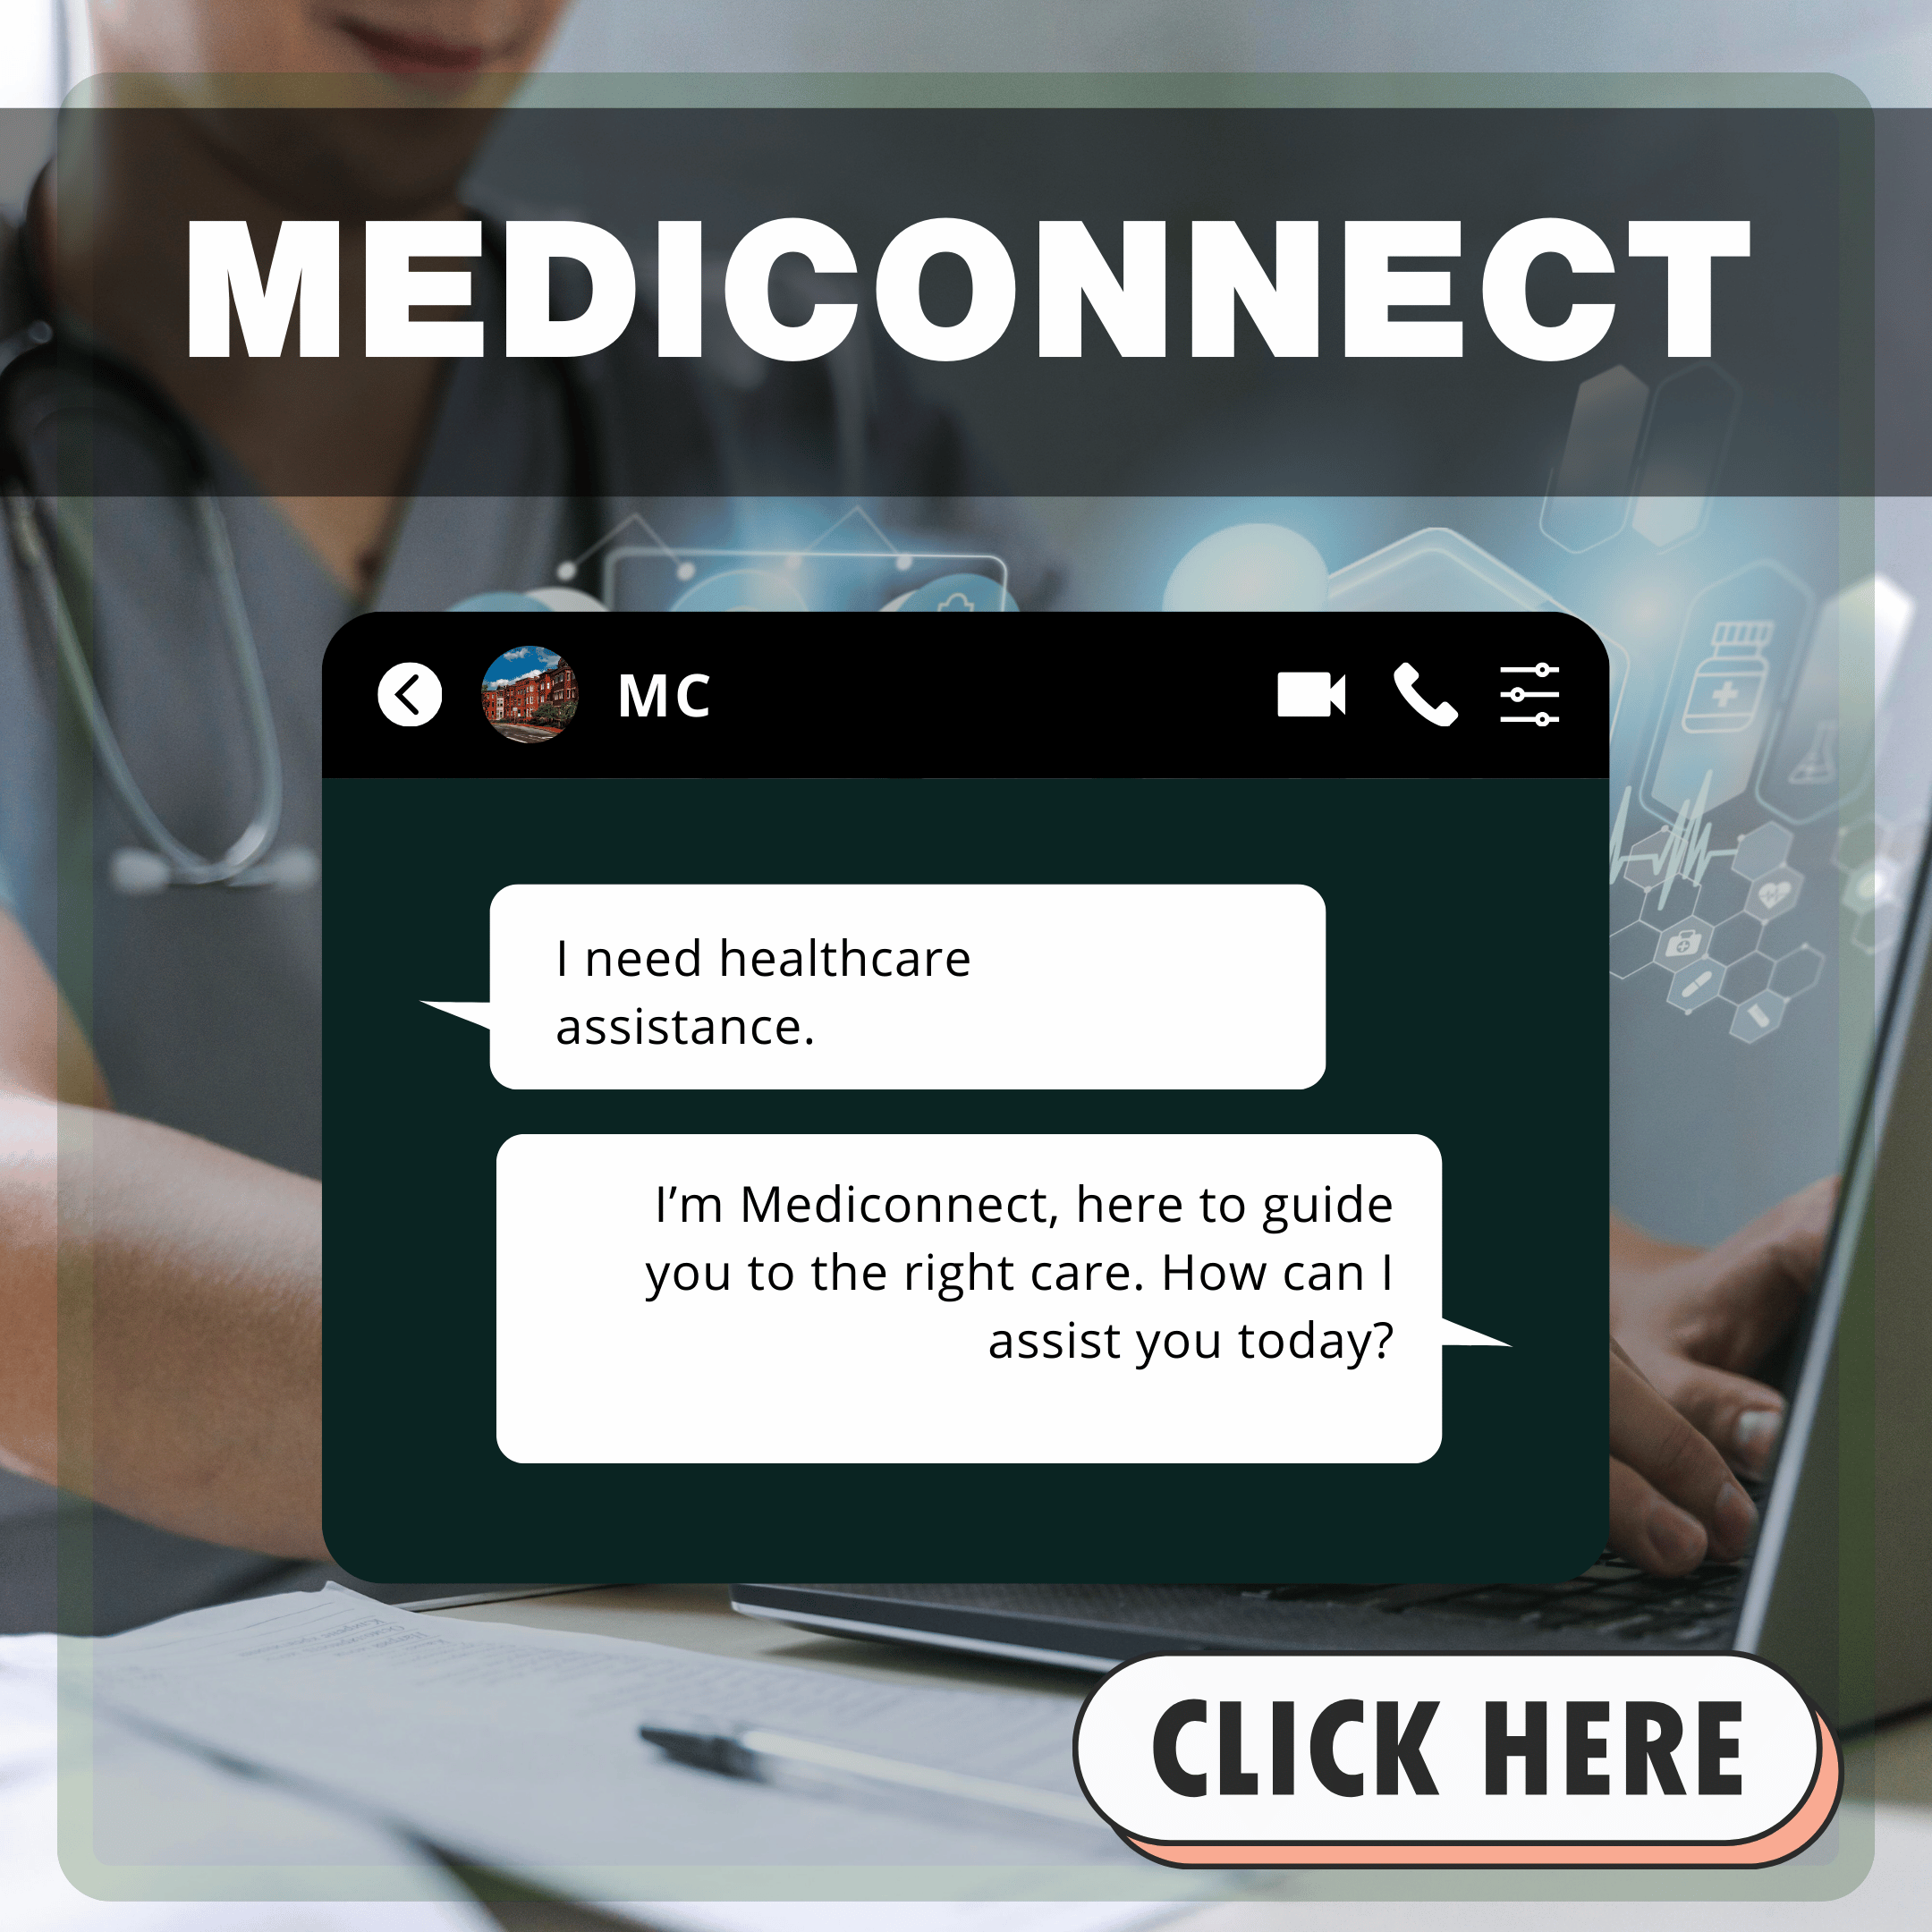 MEDICONNECT
MC
I need healthcare
assistance.
I’m Mediconnect, here to guide
you to the right care. How can I
assist you today?
CLICK HERE